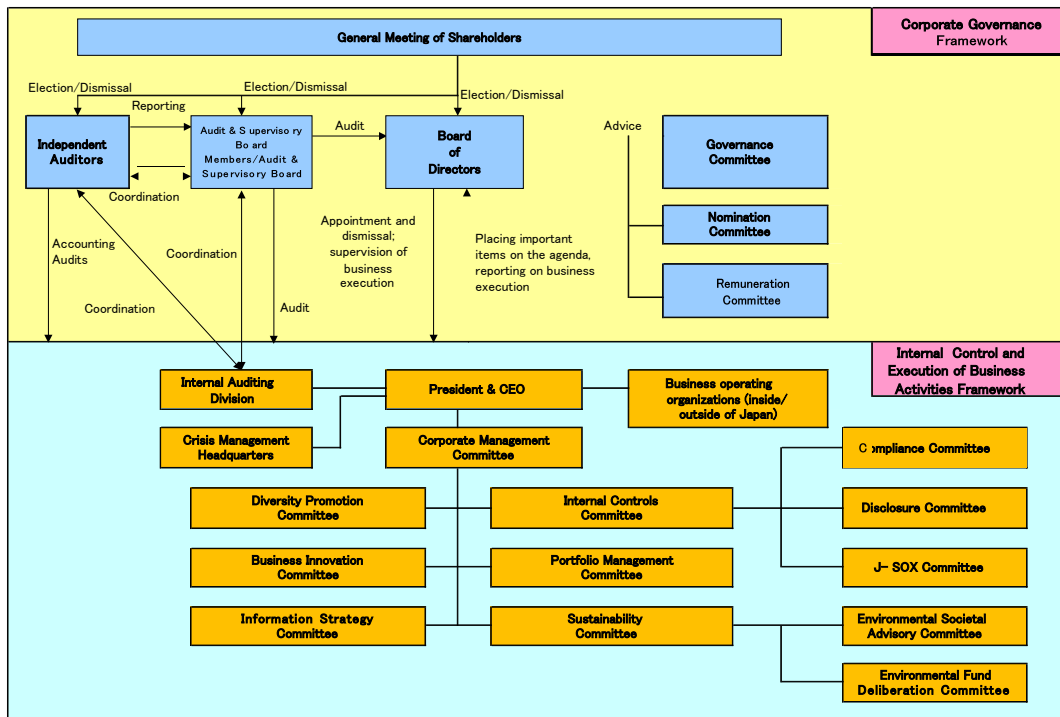 General Meeting of Shareholders
Corporate Governance
Framework
Election/Dismissal
Election/Dismissal
Election/Dismissal
Reporting
Independent
Auditors
Audit & Supervisory
Board
Members/Audit &
Supervisory Board
Audit
Board
of
Directors
Advice
Governance
Committee
Coordination
Nomination
Committee
Remuneration
Committee
Accounting
Audits
Coordination
Coordination
Audit
Appointment and
dismissal;
supervision of
business
execution
Placing important
items on the agenda,
reporting on business
execution
Internal Control and
Execution of Business
Activities Framework
Internal Auditing
Division
President & CEO
Business operating
organizations (inside/
outside of Japan)
Crisis Management
Headquarters
Corporate Management
Committee
Compliance Committee
Diversity Promotion
Committee
Internal Controls
Committee
Disclosure Committee
Business Innovation
Committee
Portfolio Management
Committee
J- SOX Committee
Information Strategy
Committee
Sustainability
Committee
Environmental Societal
Advisory Committee
Environmental Fund
Deliberation Committee